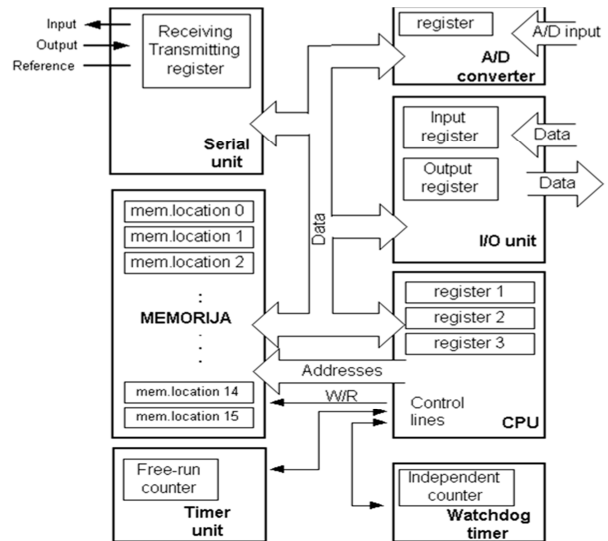 Input
Output
Reference
Receiving
Transmitting
register
Serial
unit
register
A/D input
A/D
converter
Input
register
Data
Output
register
Data
I/O unit
mem.location 0
mem.location 1
mem.location 2
MEMORIJA
mem.location 14
mem.location 15
Data
register 1
register 2
register 3
Addresses
W/R
Control
lines
CPU
Free-run
counter
Timer
unit
Independent
counter
Watchdog
timer